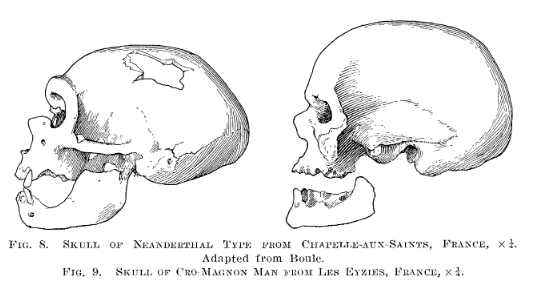 Fig. 8. Skull of Neanderthal Type from Chapelle-aux-Saints, France, × ¼.
Adapted from Boule.
Fig. 9. Skull of Cro-Magnon Man from Les Eyzies, France, × ¼.